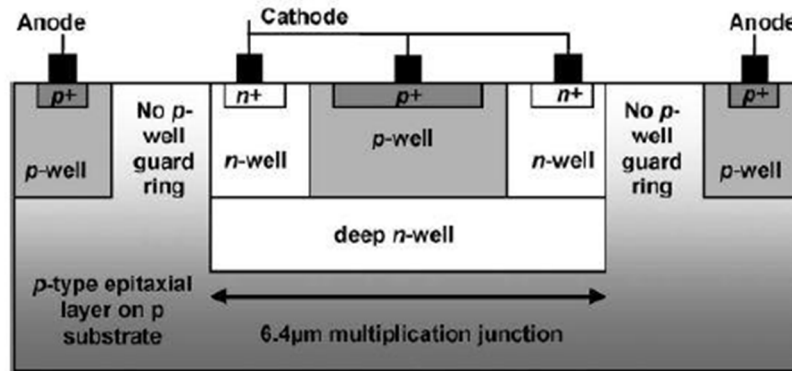 Anode
Cathode
Anode
p+
n+
p+
n+
p+
No p-
well
guard
ring
No p-
well
guard
ring
p-well
n-well
p-well
n-well
p-well
deep n-well
p-type epitaxial
layer on p
substrate
6.4µm multiplication junction